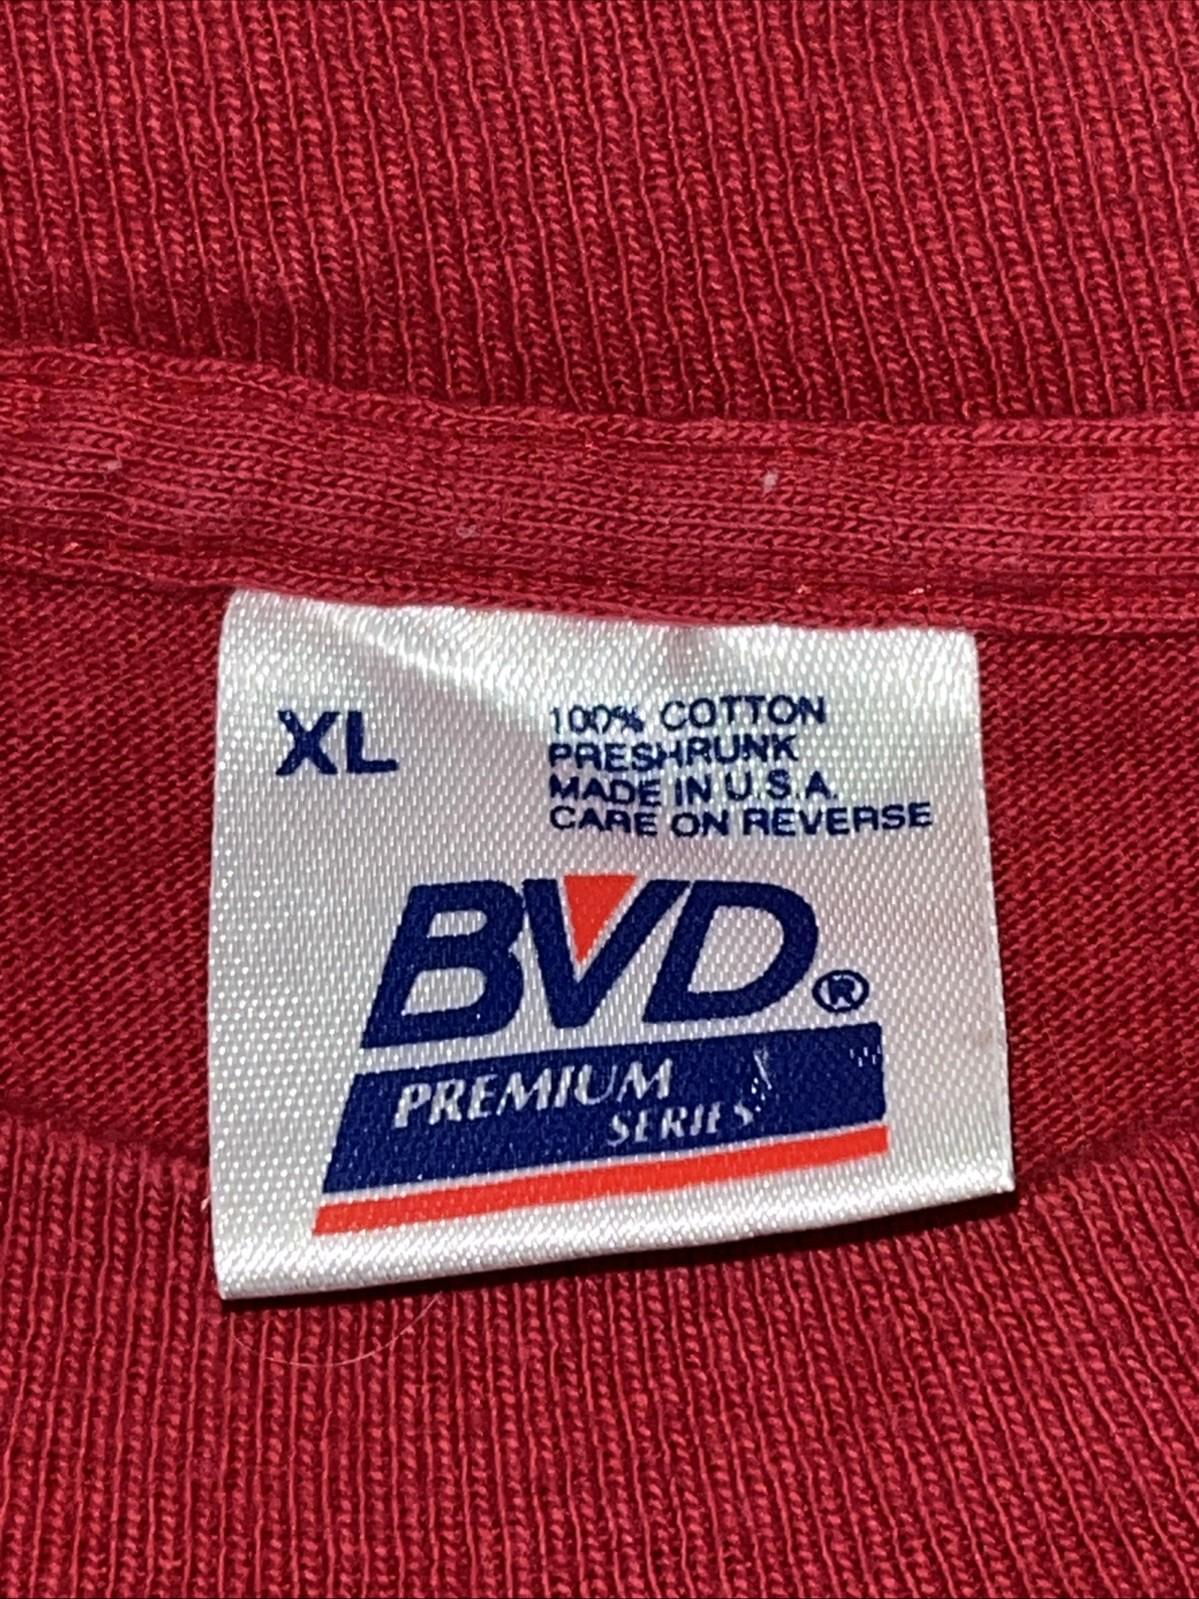 XL
100% COTTON
PRESHRUNK
MADE IN U.S.A.
CARE ON REVERSE
BVD®
PREMIUM
SERIES